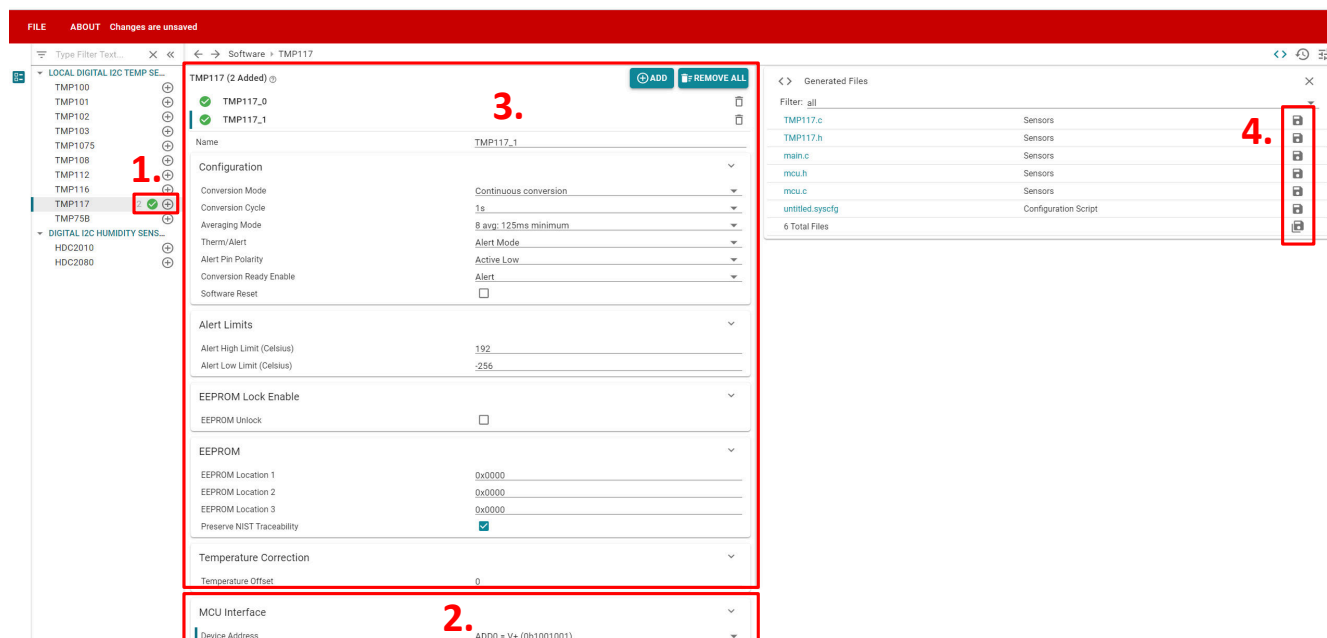 FILE ABOUT Changes are unsaved
Type Filter Text...
Software TMP117
LOCAL DIGITAL I2C TEMP SE...
TMP100
TMP101
TMP102
TMP103
TMP1075
TMP108
TMP112
TMP116
TMP117 2
TMP75B
DIGITAL I2C HUMIDITY SENS...
HDC2010
HDC2080
1.
TMP117 (2 Added) ADD REMOVE ALL
3.
TMP117_0
TMP117_1
Name TMP117_1
Configuration
Conversion Mode Continuous conversion
Conversion Cycle 1s
Averaging Mode 8 avg: 125ms minimum
Therm/Alert Alert Mode
Alert Pin Polarity Active Low
Conversion Ready Enable Alert
Software Reset
Alert Limits
Alert High Limit (Celsius) 192
Alert Low Limit (Celsius) -256
EEPROM Lock Enable
EEPROM Unlock
EEPROM
EEPROM Location 1 0x0000
EEPROM Location 2 0x0000
EEPROM Location 3 0x0000
Preserve NIST Traceability
Temperature Correction
Temperature Offset 0
MCU Interface
2.
Device Address ADD0 = V+ (0b1001001)
Generated Files
Filter: all
4.
TMP117.c Sensors
TMP117.h Sensors
main.c Sensors
mcu.h Sensors
mcu.c Sensors
untitled.syscfg Configuration Script
6 Total Files